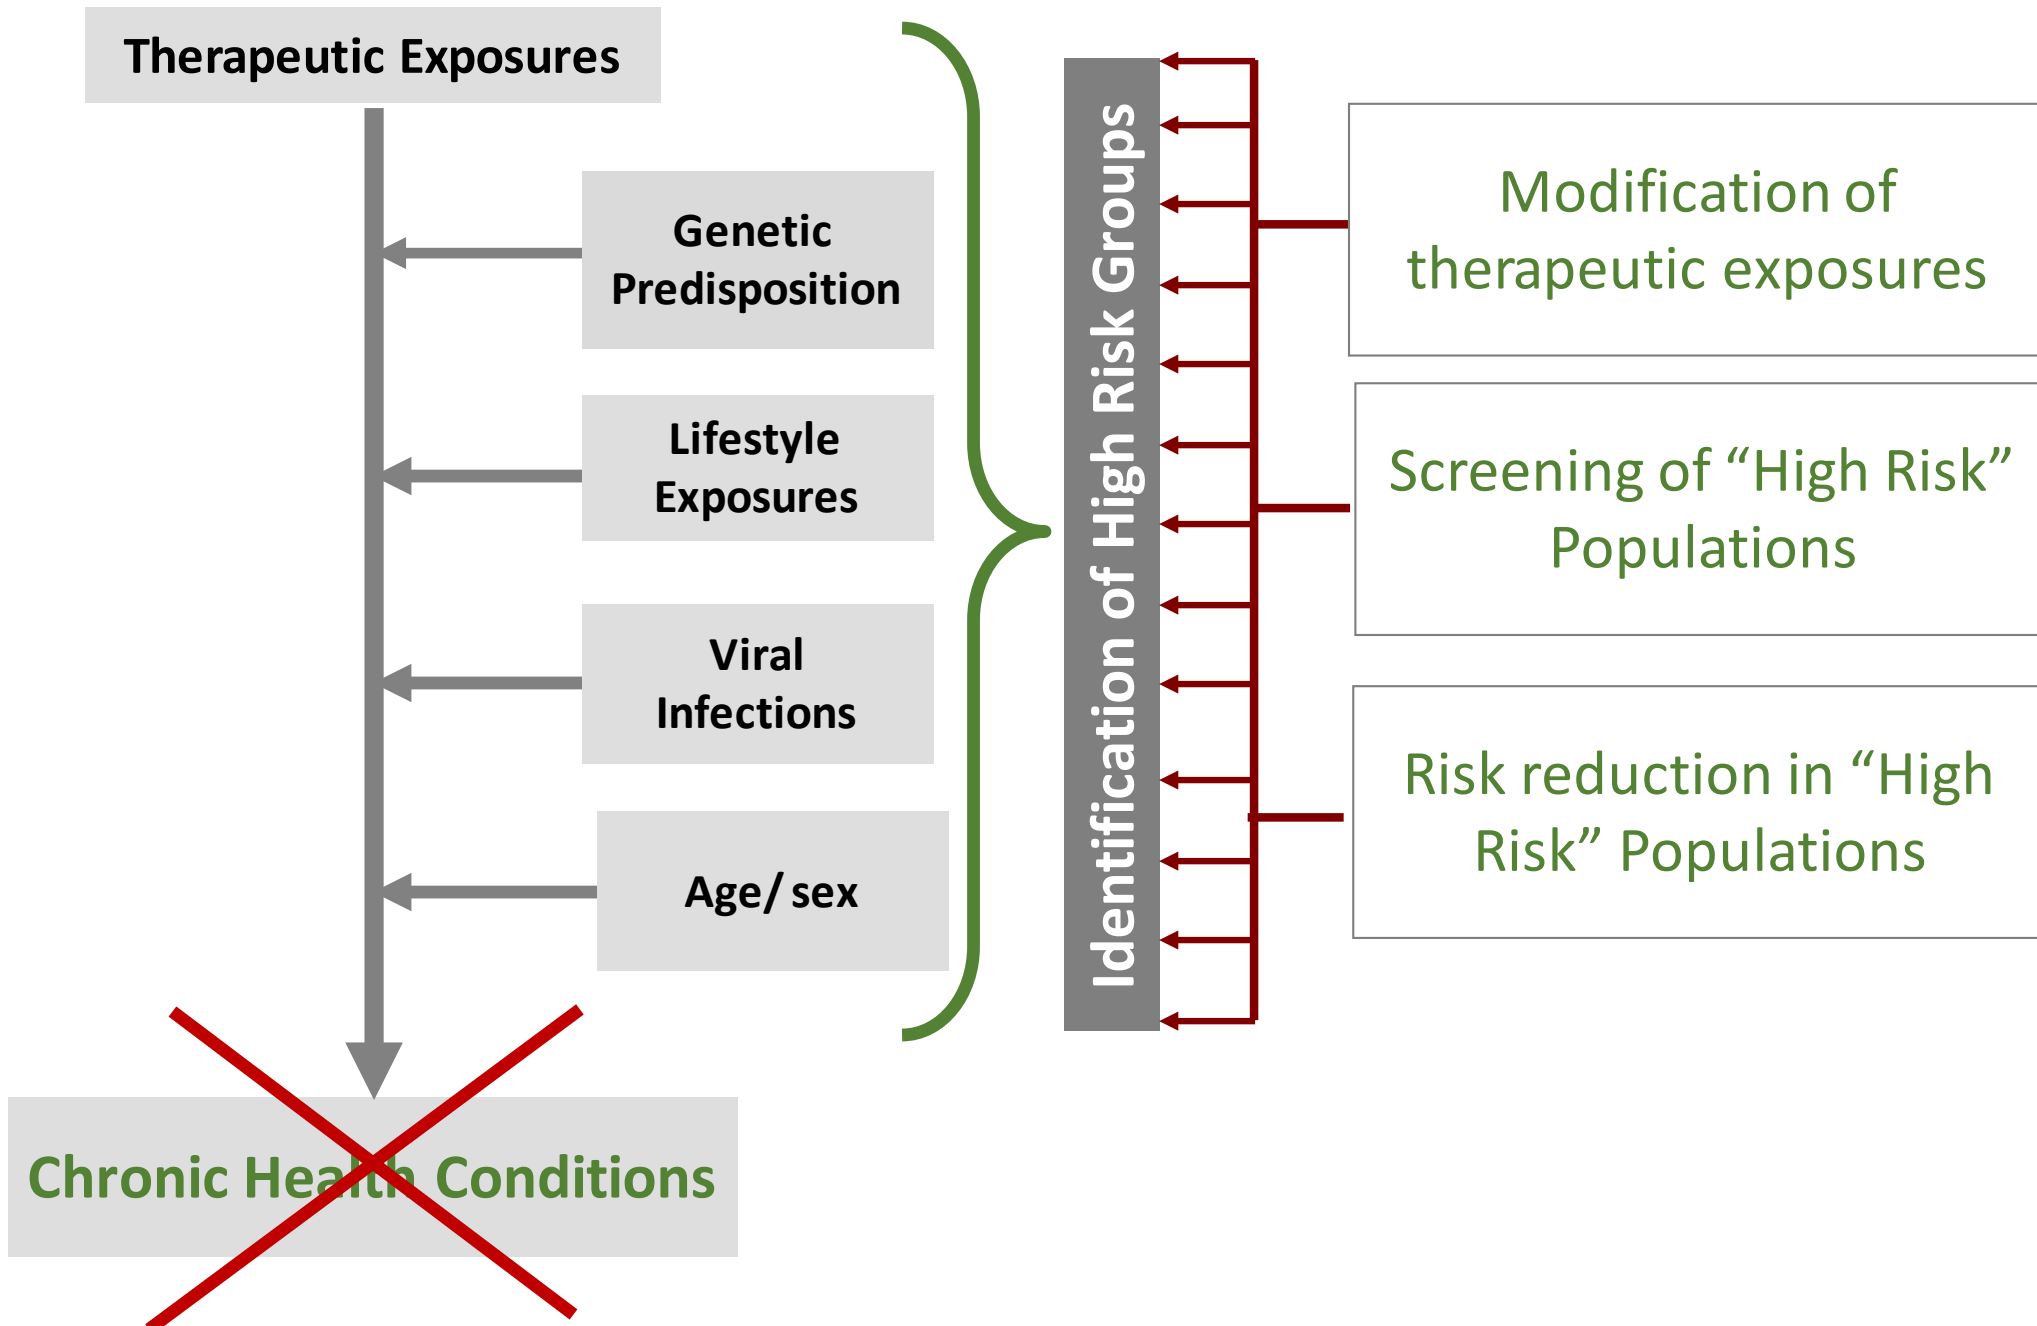 Therapeutic Exposures
Genetic
Predisposition
Lifestyle
Exposures
Viral
Infections
Age/ sex
Chronic Health Conditions
Identification of High Risk Groups
Modification of
therapeutic exposures
Screening of “High Risk”
Populations
Risk reduction in “High
Risk” Populations